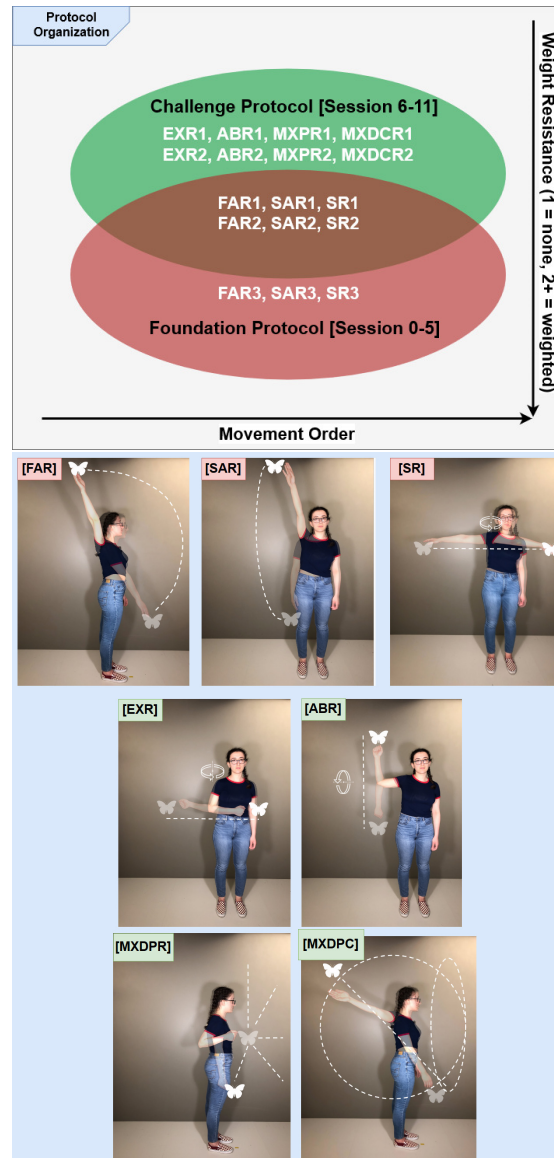 Protocol
Organization
Challenge Protocol [Session 6-11]
EXR1, ABR1, MXPR1, MXDCR1
EXR2, ABR2, MXPR2, MXDCR2
FAR1, SAR1, SR1
FAR2, SAR2, SR2
FAR3, SAR3, SR3
Foundation Protocol [Session 0-5]
Weight Resistance (1 = none, 2+ = weighted)
Movement Order
[FAR]
[SAR]
[SR]
[EXR]
[ABR]
[MXDPR]
[MXDPC]